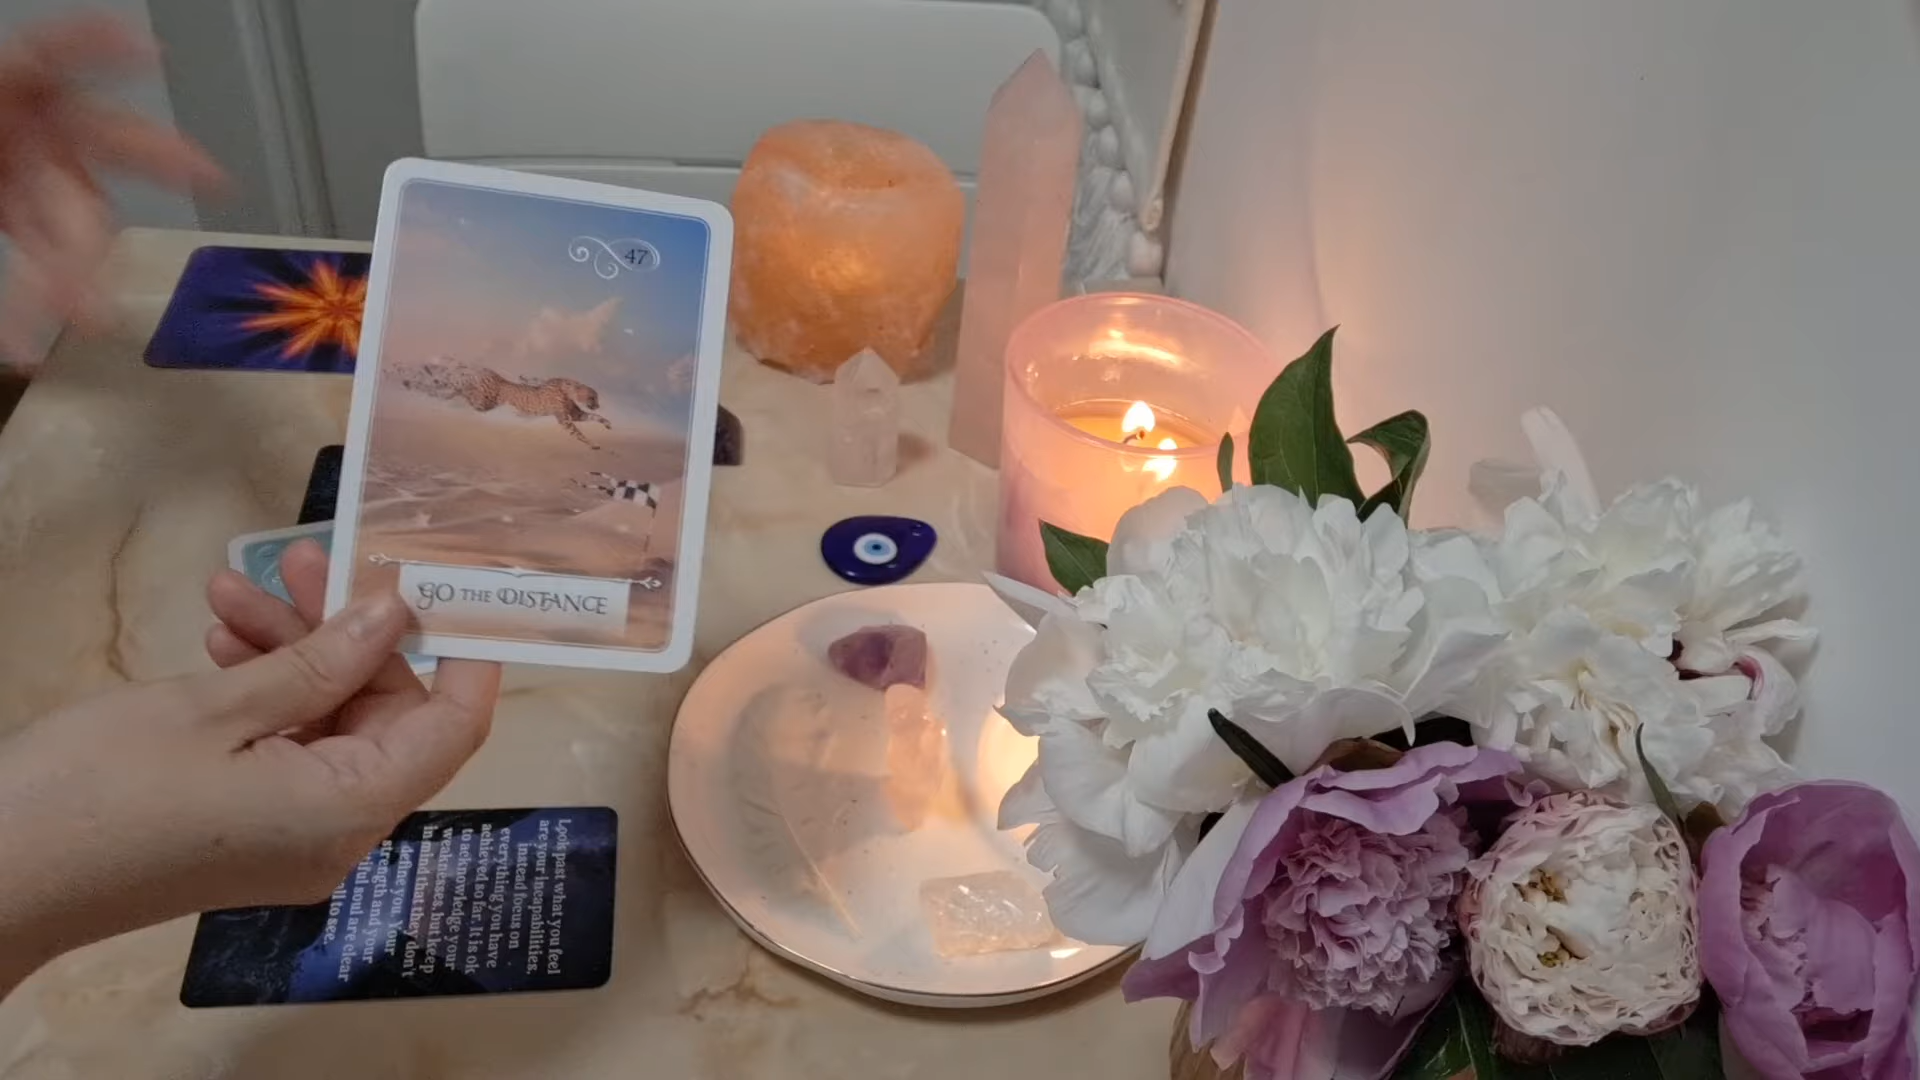 47
GO THE DISTANCE
Look past what you feel
are your incapabilities,
instead focus on
everything you have
achieved so far. It is ok
to acknowledge your
weaknesses, but keep
in mind that they don't
define you. Your
strength and your
soul are clear
all to see.